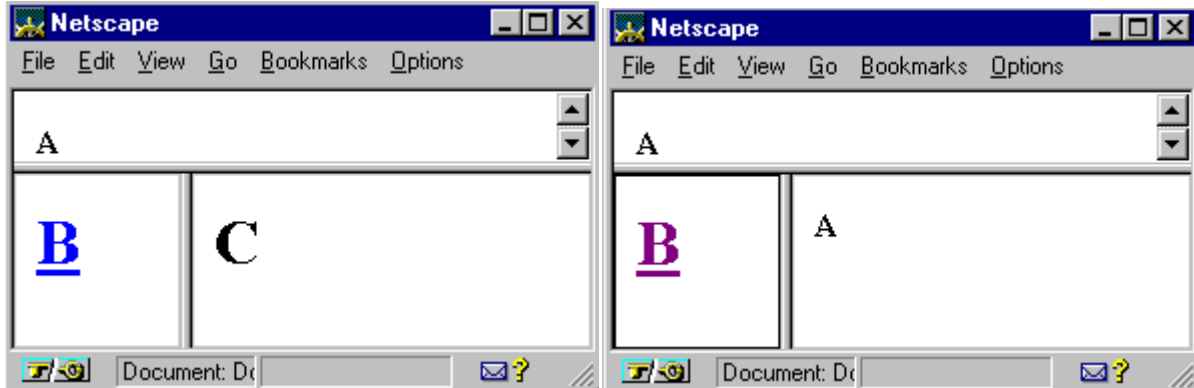 Netscape
File Edit View Go Bookmarks Options
A
B C
Document: Do
Netscape
File Edit View Go Bookmarks Options
A
B A
Document: Do